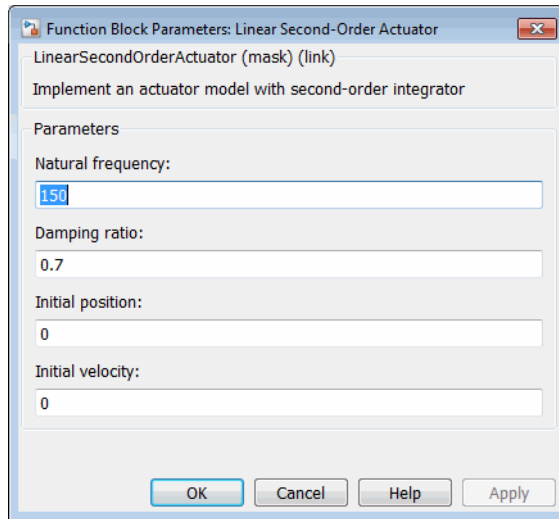 Function Block Parameters: Linear Second-Order Actuator
LinearSecondOrderActuator (mask) (link)
Implement an actuator model with second-order integrator
Parameters
Natural frequency:
150
Damping ratio:
0.7
Initial position:
0
Initial velocity:
0
OK Cancel Help Apply